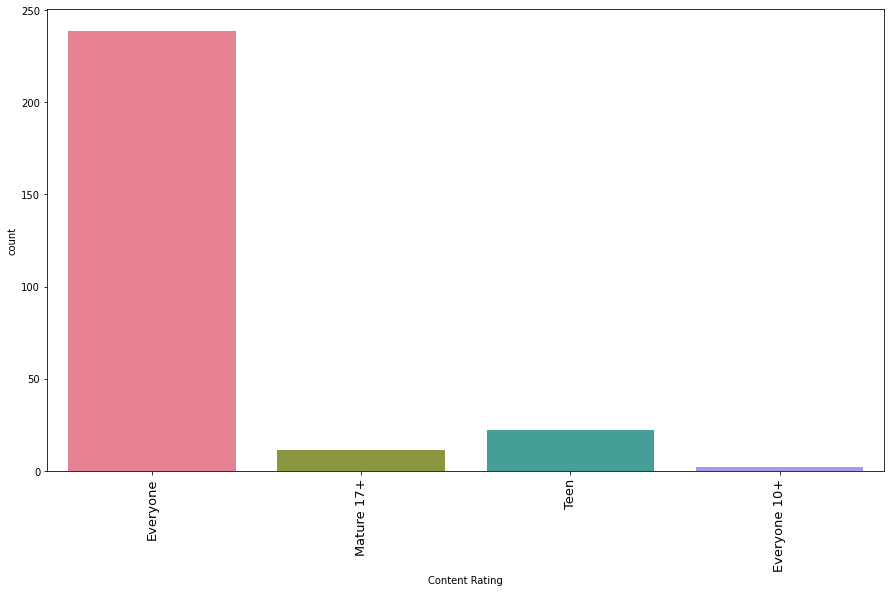 250
200
150
100
50
0
count
Everyone
Mature 17+
Teen
Everyone 10+
Content Rating